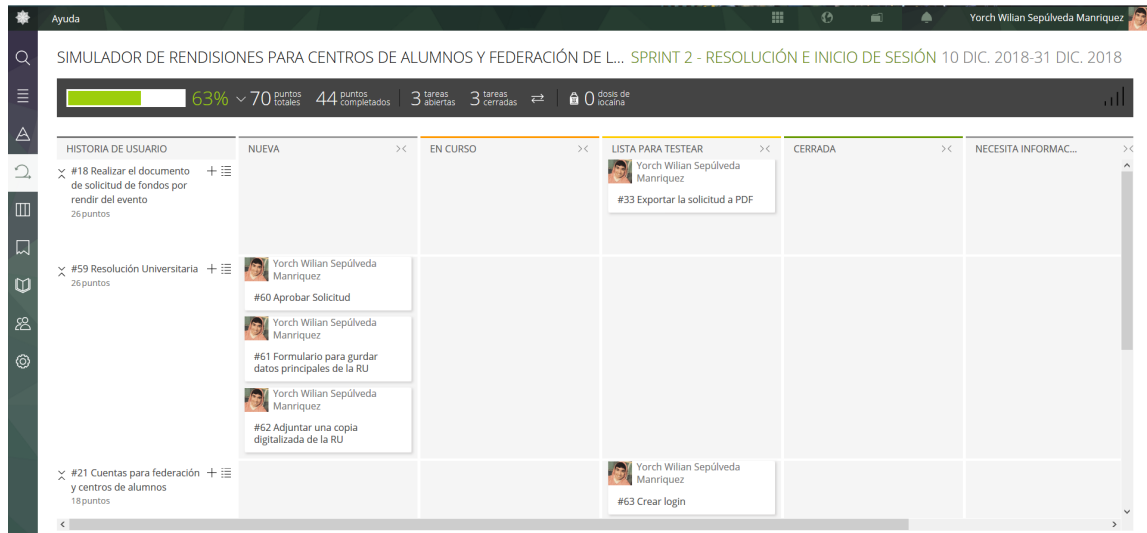 Ayuda
Yorch Wilian Sepúlveda Manriquez
SIMULADOR DE RENDISIONES PARA CENTROS DE ALUMNOS Y FEDERACIÓN DE L... SPRINT 2 - RESOLUCIÓN E INICIO DE SESIÓN 10 DIC. 2018-31 DIC. 2018
63% 70 puntos totales 44 puntos completados 3 tareas abiertas 3 tareas cerradas 0 dosis de iocaína
HISTORIA DE USUARIO NUEVA EN CURSO LISTA PARA TESTEAR CERRADA NECESITA INFORMAC...
#18 Realizar el documento
de solicitud de fondos por
rendir del evento
26 puntos
Yorch Wilian Sepúlveda
Manriquez
#33 Exportar la solicitud a PDF
#59 Resolución Universitaria
26 puntos
Yorch Wilian Sepúlveda
Manriquez
#60 Aprobar Solicitud
Yorch Wilian Sepúlveda
Manriquez
#61 Formulario para gurdar
datos principales de la RU
Yorch Wilian Sepúlveda
Manriquez
#62 Adjuntar una copia
digitalizada de la RU
#21 Cuentas para federación
y centros de alumnos
18 puntos
Yorch Wilian Sepúlveda
Manriquez
#63 Crear login